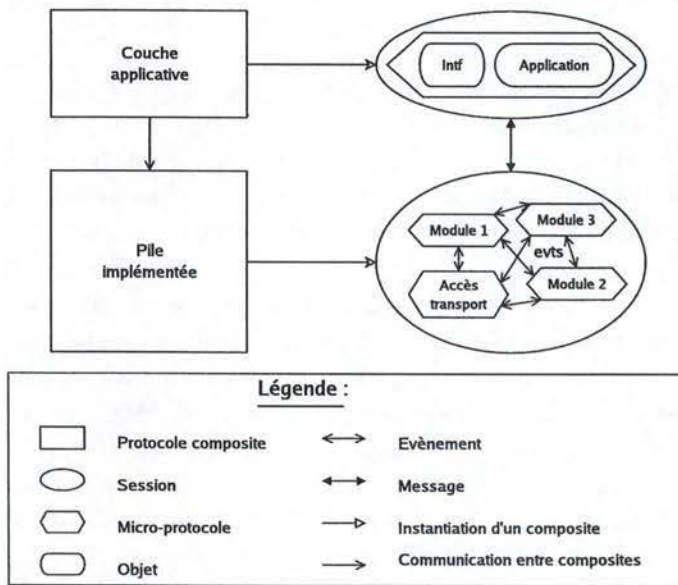 Couche
applicative
Intf
Application
Pile
implémentée
Module 1
Module 3
evts
Accès
transport
Module 2
Légende :
Protocole composite
Evènement
Session
Message
Micro-protocole
Instantiation d'un composite
Objet
Communication entre composites